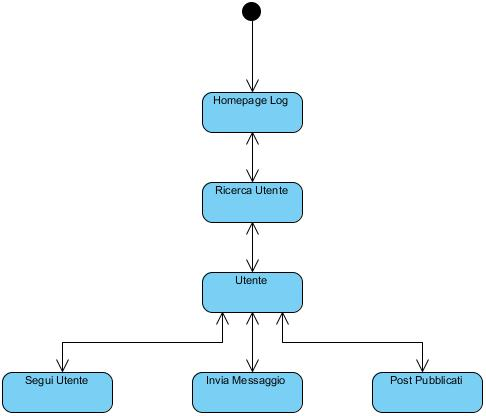 Homepage Log
Ricerca Utente
Utente
Segui Utente
Invia Messaggio
Post Pubblicati